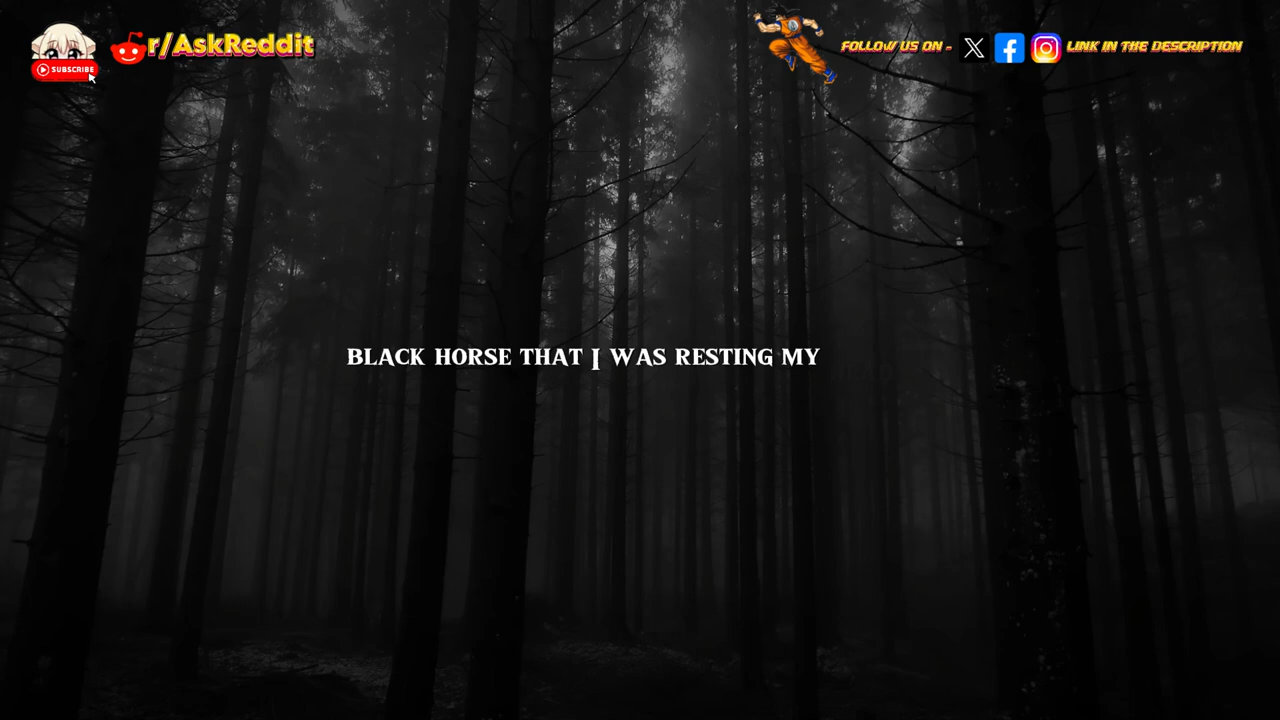 r/AskReddit
SUBSCRIBE
FOLLOW US ON -
LINK IN THE DESCRIPTION
BLACK HORSE THAT I WAS RESTING MY